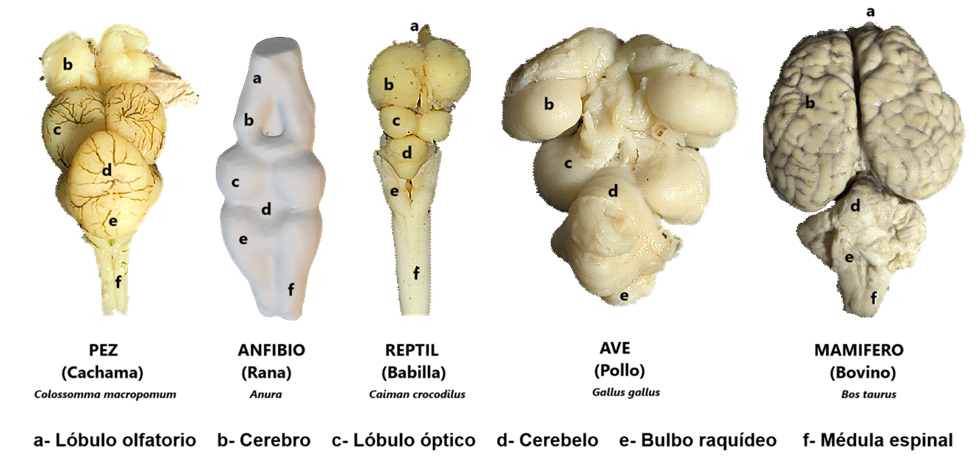 a
b
c
d
e
f
a
b
c
d
e
f
a
b
c
d
e
f
b
c
d
e
a
b
d
e
f
PEZ
(Cachama)
Colossomma macropomum
ANFIBIO
(Rana)
Anura
REPTIL
(Babilla)
Caiman crocodilus
AVE
(Pollo)
Gallus gallus
MAMIFERO
(Bovino)
Bos taurus
a- Lóbulo olfatorio b- Cerebro c- Lóbulo óptico d- Cerebelo e- Bulbo raquídeo f- Médula espinal